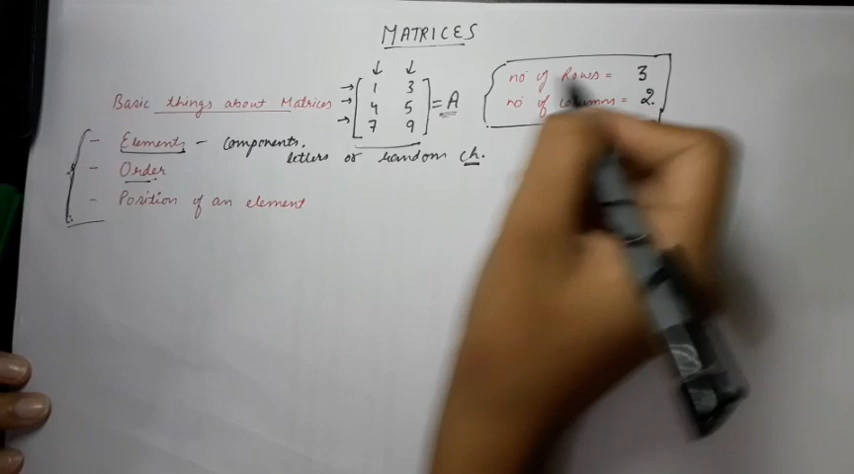 MATRICES
Basic things about Matrices
1 3
4 5 = A
7 9
no of Rows = 3
no of columns = 2.
- Elements - components.
letters or random ch.
- Order
- Position of an element